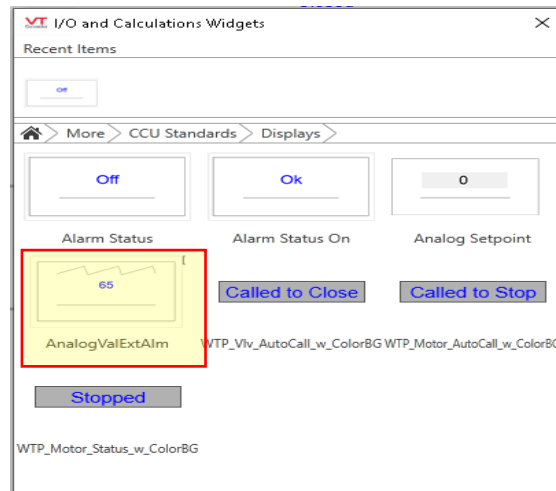 VT I/O and Calculations Widgets
Recent Items
Off
More CCU Standards Displays
Off Ok 0
Alarm Status Alarm Status On Analog Setpoint
65 Called to Close Called to Stop
AnalogValExtAlm WTP_Vlv_AutoCall_w_ColorBG WTP_Motor_AutoCall_w_ColorBG
Stopped
WTP_Motor_Status_w_ColorBG